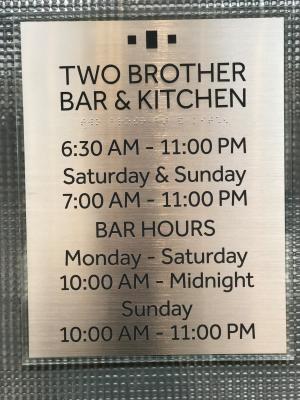 TWO BROTHER
BAR & KITCHEN
6:30 AM - 11:00 PM
Saturday & Sunday
7:00 AM - 11:00 PM
BAR HOURS
Monday - Saturday
10:00 AM - Midnight
Sunday
10:00 AM - 11:00 PM